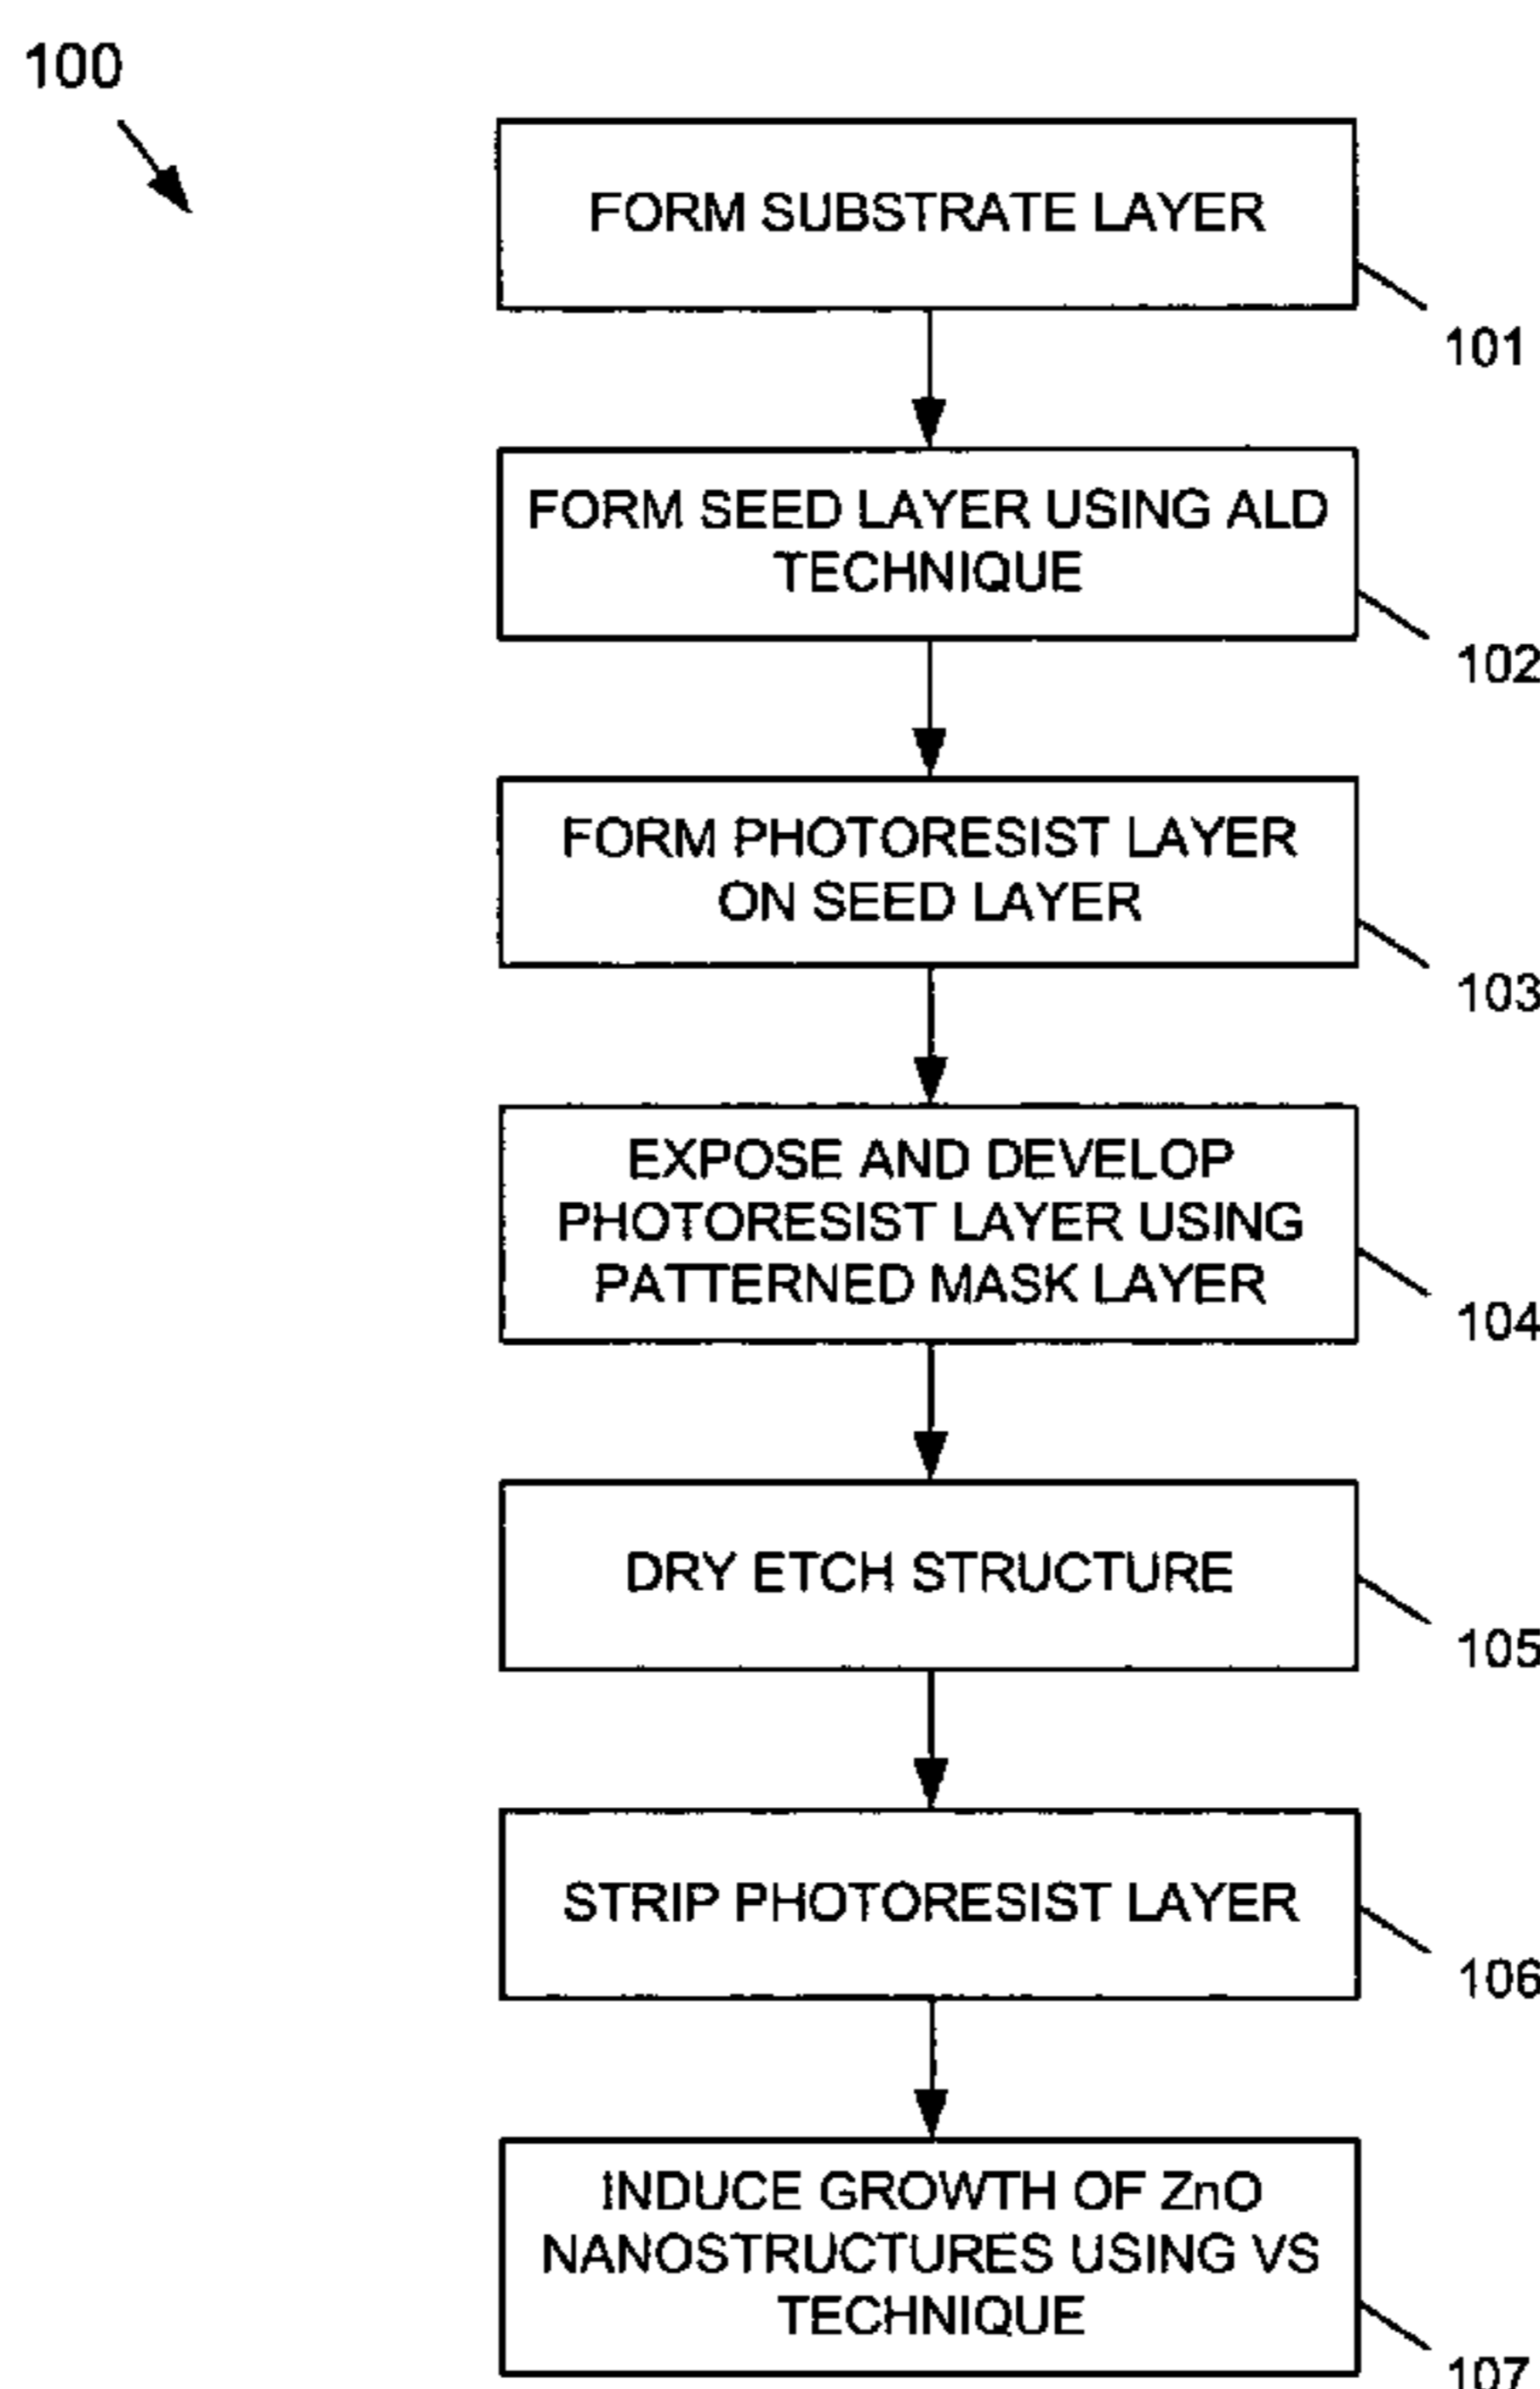 100
FORM SUBSTRATE LAYER
101
FORM SEED LAYER USING ALD
TECHNIQUE
102
FORM PHOTORESIST LAYER
ON SEED LAYER
103
EXPOSE AND DEVELOP
PHOTORESIST LAYER USING
PATTERNED MASK LAYER
104
DRY ETCH STRUCTURE
105
STRIP PHOTORESIST LAYER
106
INDUCE GROWTH OF ZnO
NANOSTRUCTURES USING VS
TECHNIQUE
107